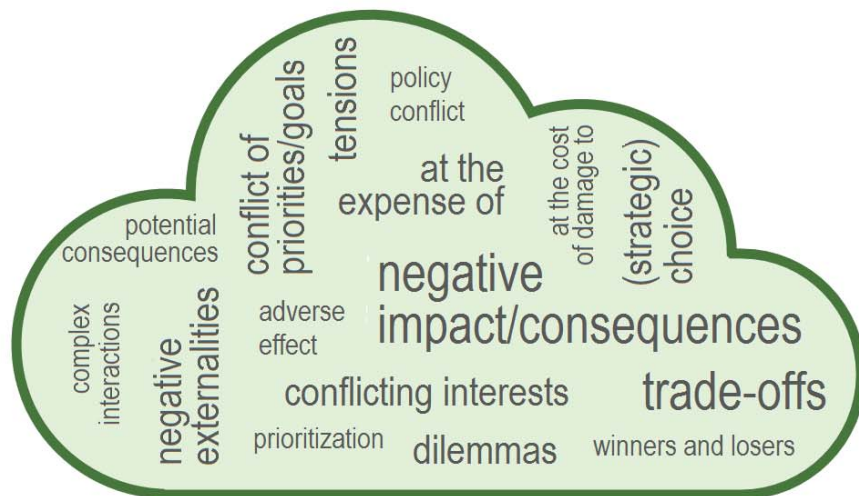 policy
conflict
tensions
conflict of
priorities/goals
at the
expense of
at the cost
of damage to
(strategic)
choice
potential
consequences
negative
impact/consequences
adverse
effect
complex
interactions
negative
externalities
conflicting interests
trade-offs
prioritization
dilemmas
winners and losers